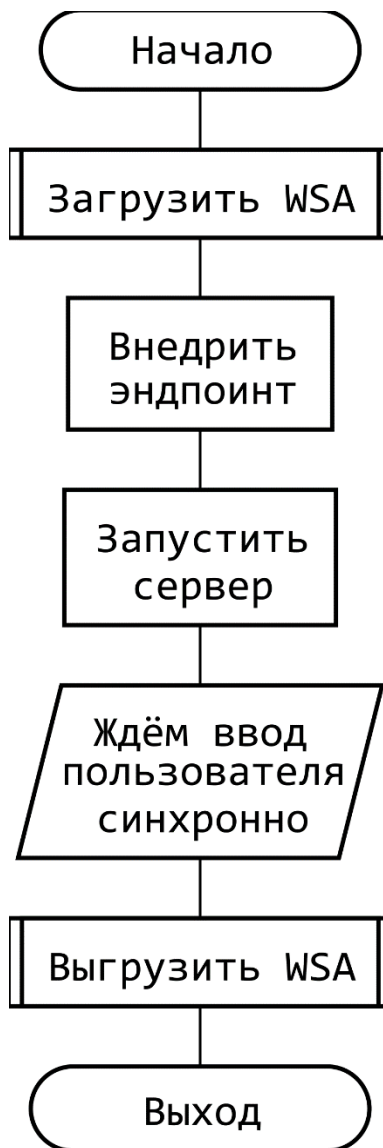 Начало
Загрузить WSA
Внедрить
эндпоинт
Запустить
сервер
Ждём ввод
пользователя
синхронно
Выгрузить WSA
Выход